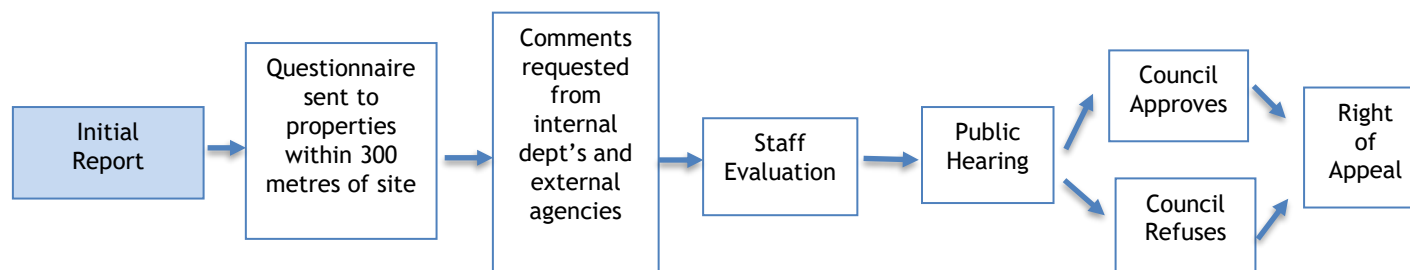 Initial
Report
Questionnaire
sent to
properties
within 300
metres of site
Comments
requested
from
internal
dept’s and
external
agencies
Staff
Evaluation
Public
Hearing
Council
Approves
Council
Refuses
Right
of
Appeal